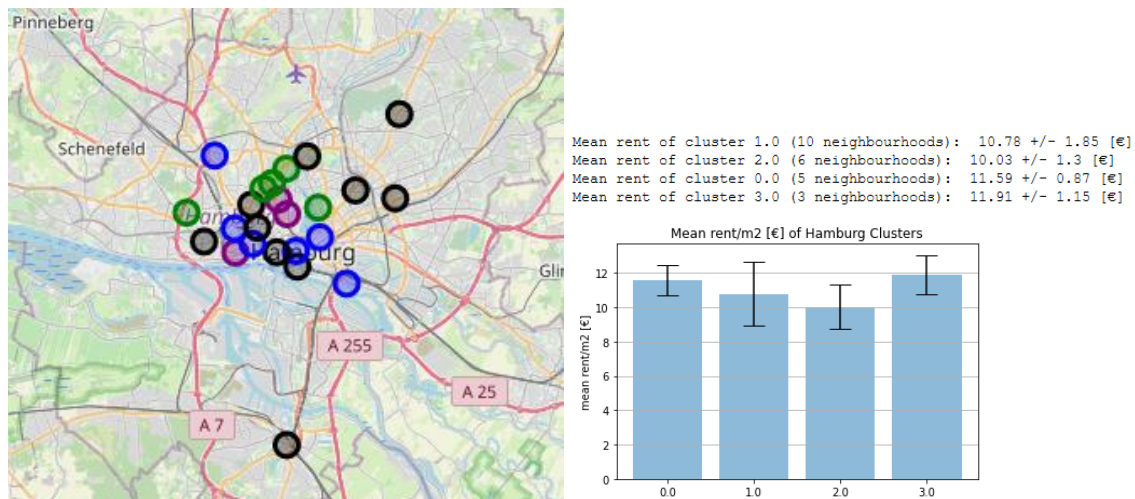 Pinneberg
Schenefeld
Hamburg
Glin
A 255
A 25
A 7
Mean rent of cluster 1.0 (10 neighbourhoods):  10.78 +/- 1.85 [€]
Mean rent of cluster 2.0 (6 neighbourhoods):  10.03 +/- 1.3 [€]
Mean rent of cluster 0.0 (5 neighbourhoods):  11.59 +/- 0.87 [€]
Mean rent of cluster 3.0 (3 neighbourhoods):  11.91 +/- 1.15 [€]
Mean rent/m2 [€] of Hamburg Clusters
mean rent/m2 [€]
12
10
8
6
4
2
0
0.0 1.0 2.0 3.0